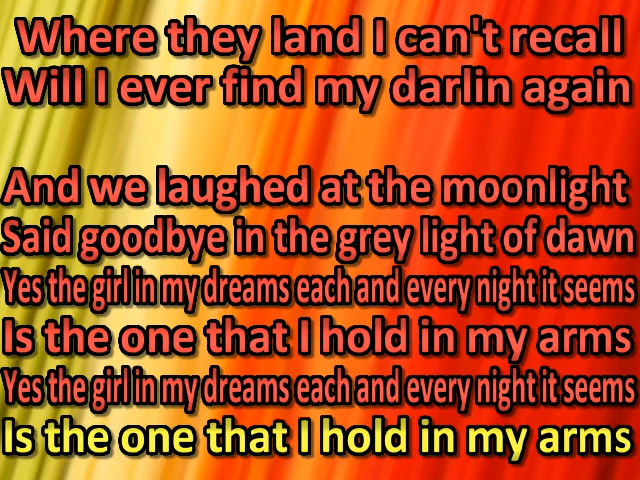 Where they land I can't recall
Will I ever find my darlin again
And we laughed at the moonlight
Said goodbye in the grey light of dawn
Yes the girl in my dreams each and every night it seems
Is the one that I hold in my arms
Yes the girl in my dreams each and every night it seems
Is the one that I hold in my arms